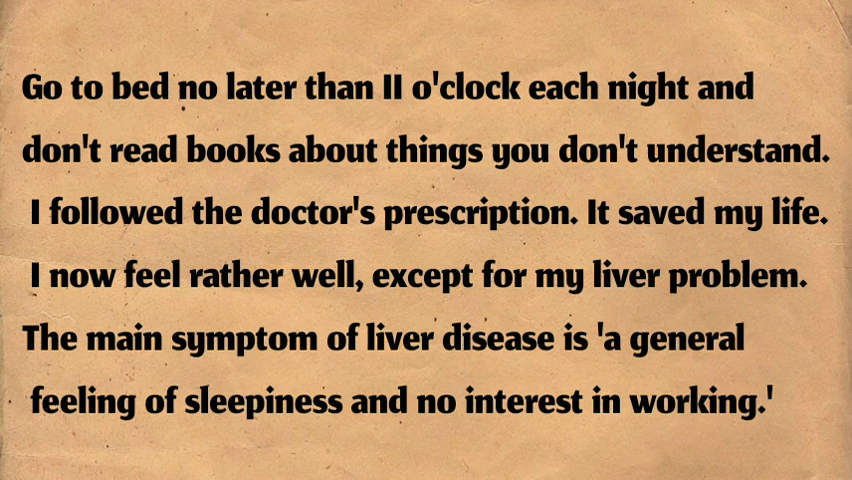 Go to bed no later than II o'clock each night and
don't read books about things you don't understand.
I followed the doctor's prescription. It saved my life.
I now feel rather well, except for my liver problem.
The main symptom of liver disease is 'a general
feeling of sleepiness and no interest in working.'